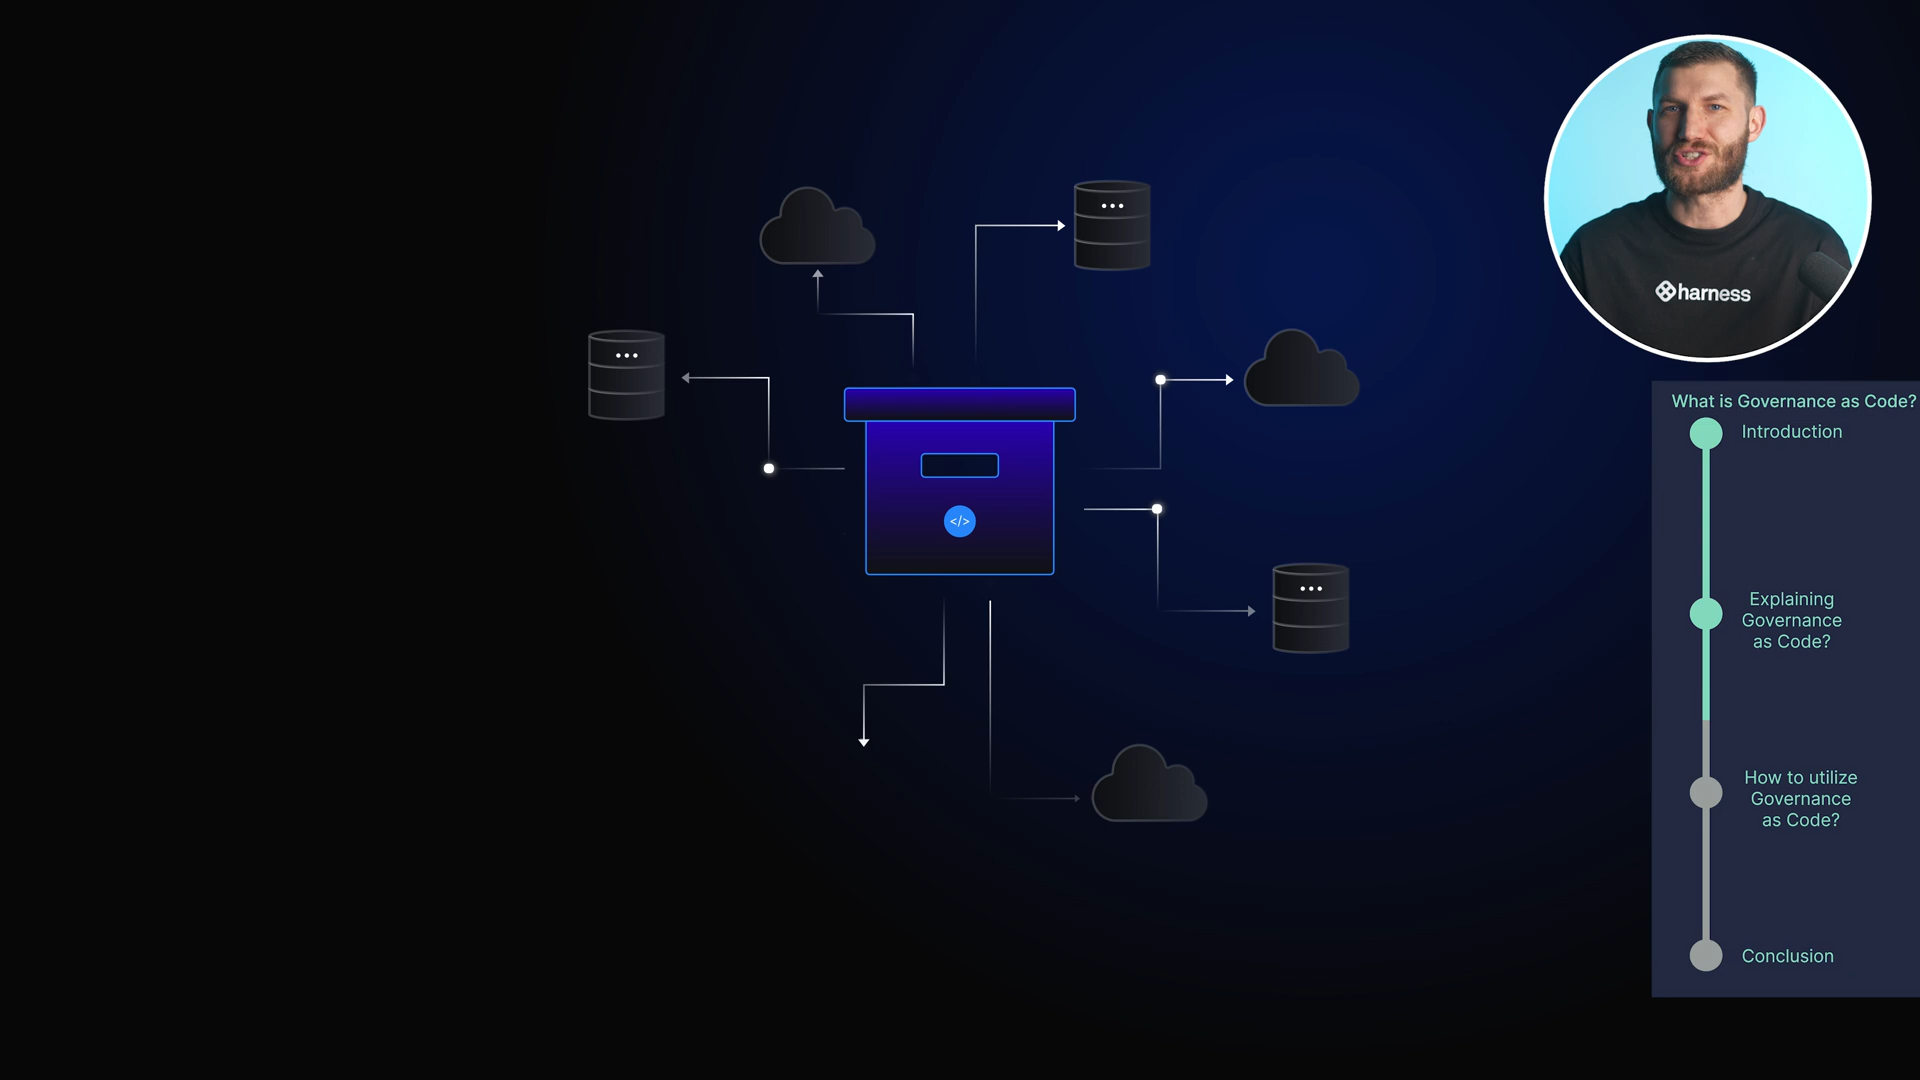 harness
What is Governance as Code?
Introduction
Explaining
Governance
as Code?
How to utilize
Governance
as Code?
Conclusion
</>